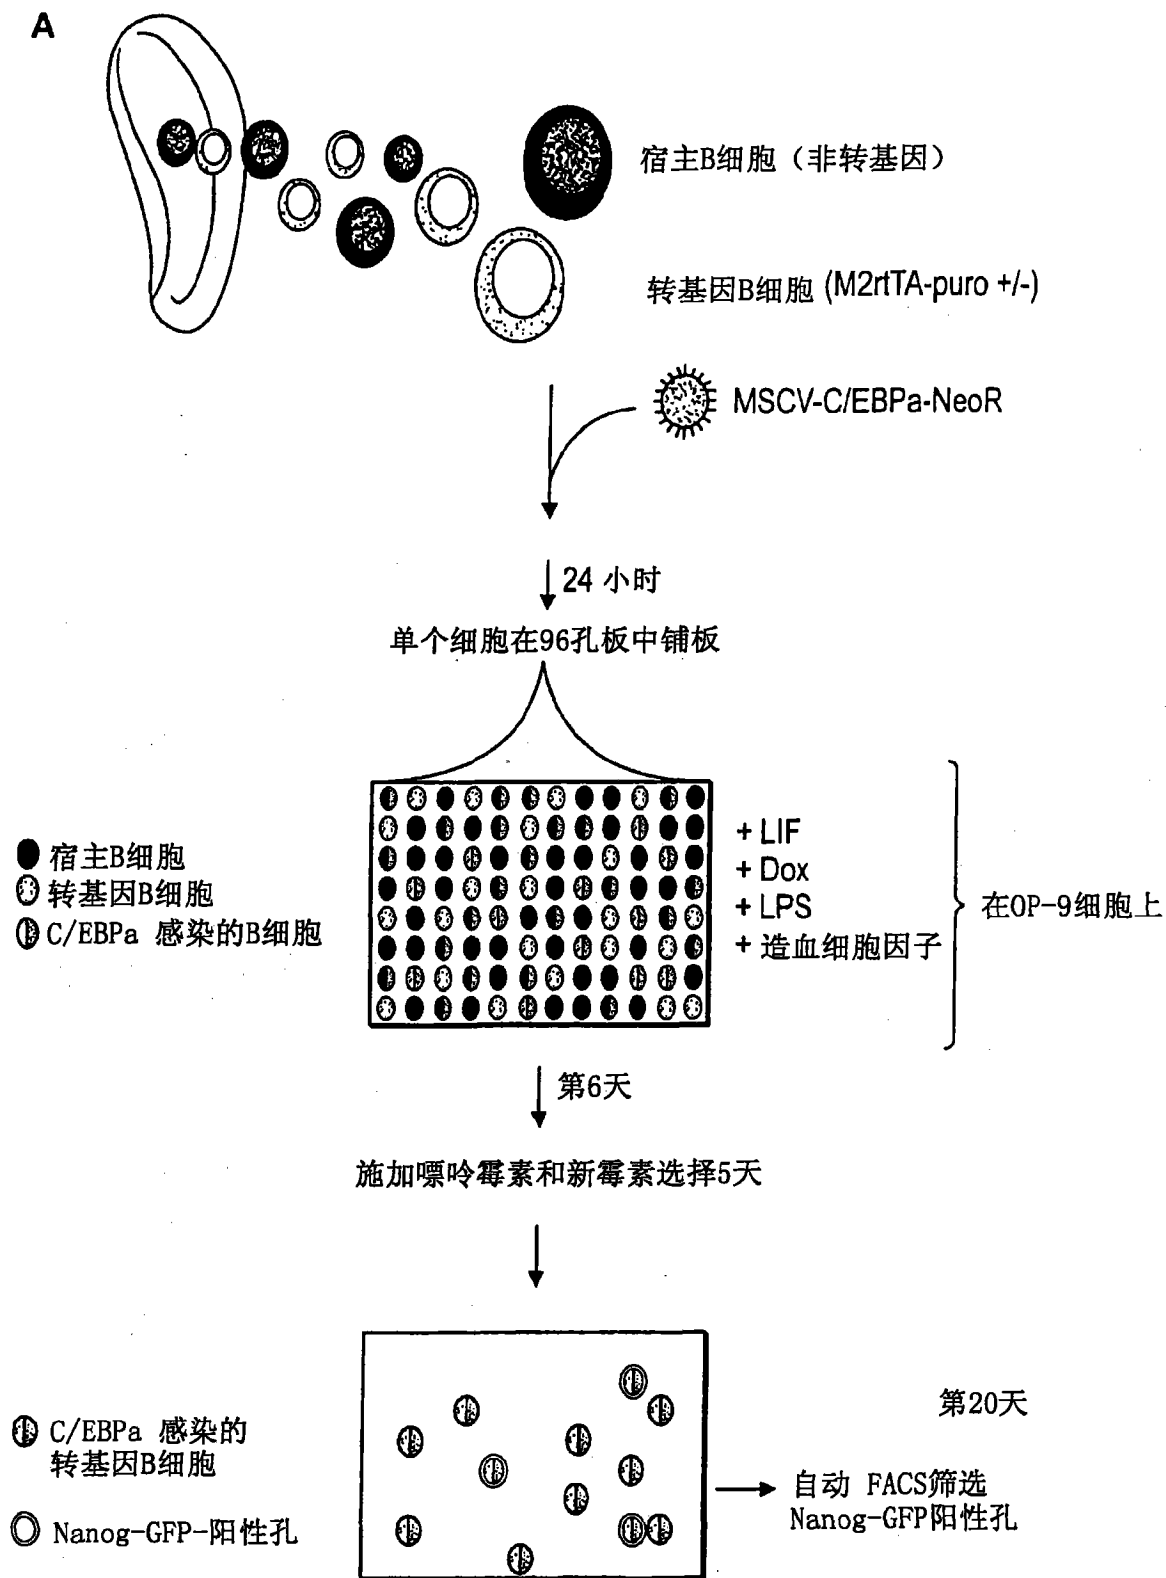 A
宿主B细胞（非转基因）
转基因B细胞 (M2rtTA-puro +/-)
MSCV-C/EBPa-NeoR
24 小时
单个细胞在96孔板中铺板
宿主B细胞
转基因B细胞
C/EBPa 感染的B细胞
+ LIF
+ Dox
+ LPS
+ 造血细胞因子
在OP-9细胞上
第6天
施加嘌呤霉素和新霉素选择5天
C/EBPa 感染的
转基因B细胞
Nanog-GFP-阳性孔
第20天
自动 FACS筛选
Nanog-GFP阳性孔